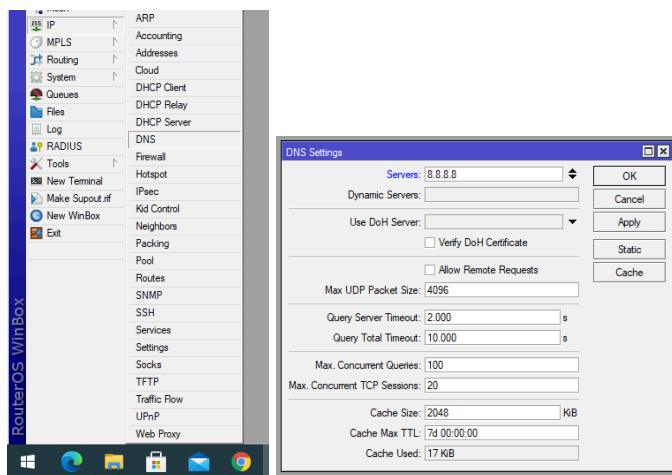 Mesh
IP
MPLS
Routing
System
Queues
Files
Log
RADIUS
Tools
New Terminal
Make Supout.rif
New WinBox
Exit
RouterOS WinBox
ARP
Accounting
Addresses
Cloud
DHCP Client
DHCP Relay
DHCP Server
DNS
Firewall
Hotspot
IPsec
Kid Control
Neighbors
Packing
Pool
Routes
SNMP
SSH
Services
Settings
Socks
TFTP
Traffic Flow
UPnP
Web Proxy
DNS Settings
Servers: 8.8.8.8
Dynamic Servers:
Use DoH Server:
Verify DoH Certificate
Allow Remote Requests
Max UDP Packet Size: 4096
Query Server Timeout: 2.000 s
Query Total Timeout: 10.000 s
Max. Concurrent Queries: 100
Max. Concurrent TCP Sessions: 20
Cache Size: 2048 KiB
Cache Max TTL: 7d 00:00:00
Cache Used: 17 KiB
OK
Cancel
Apply
Static
Cache